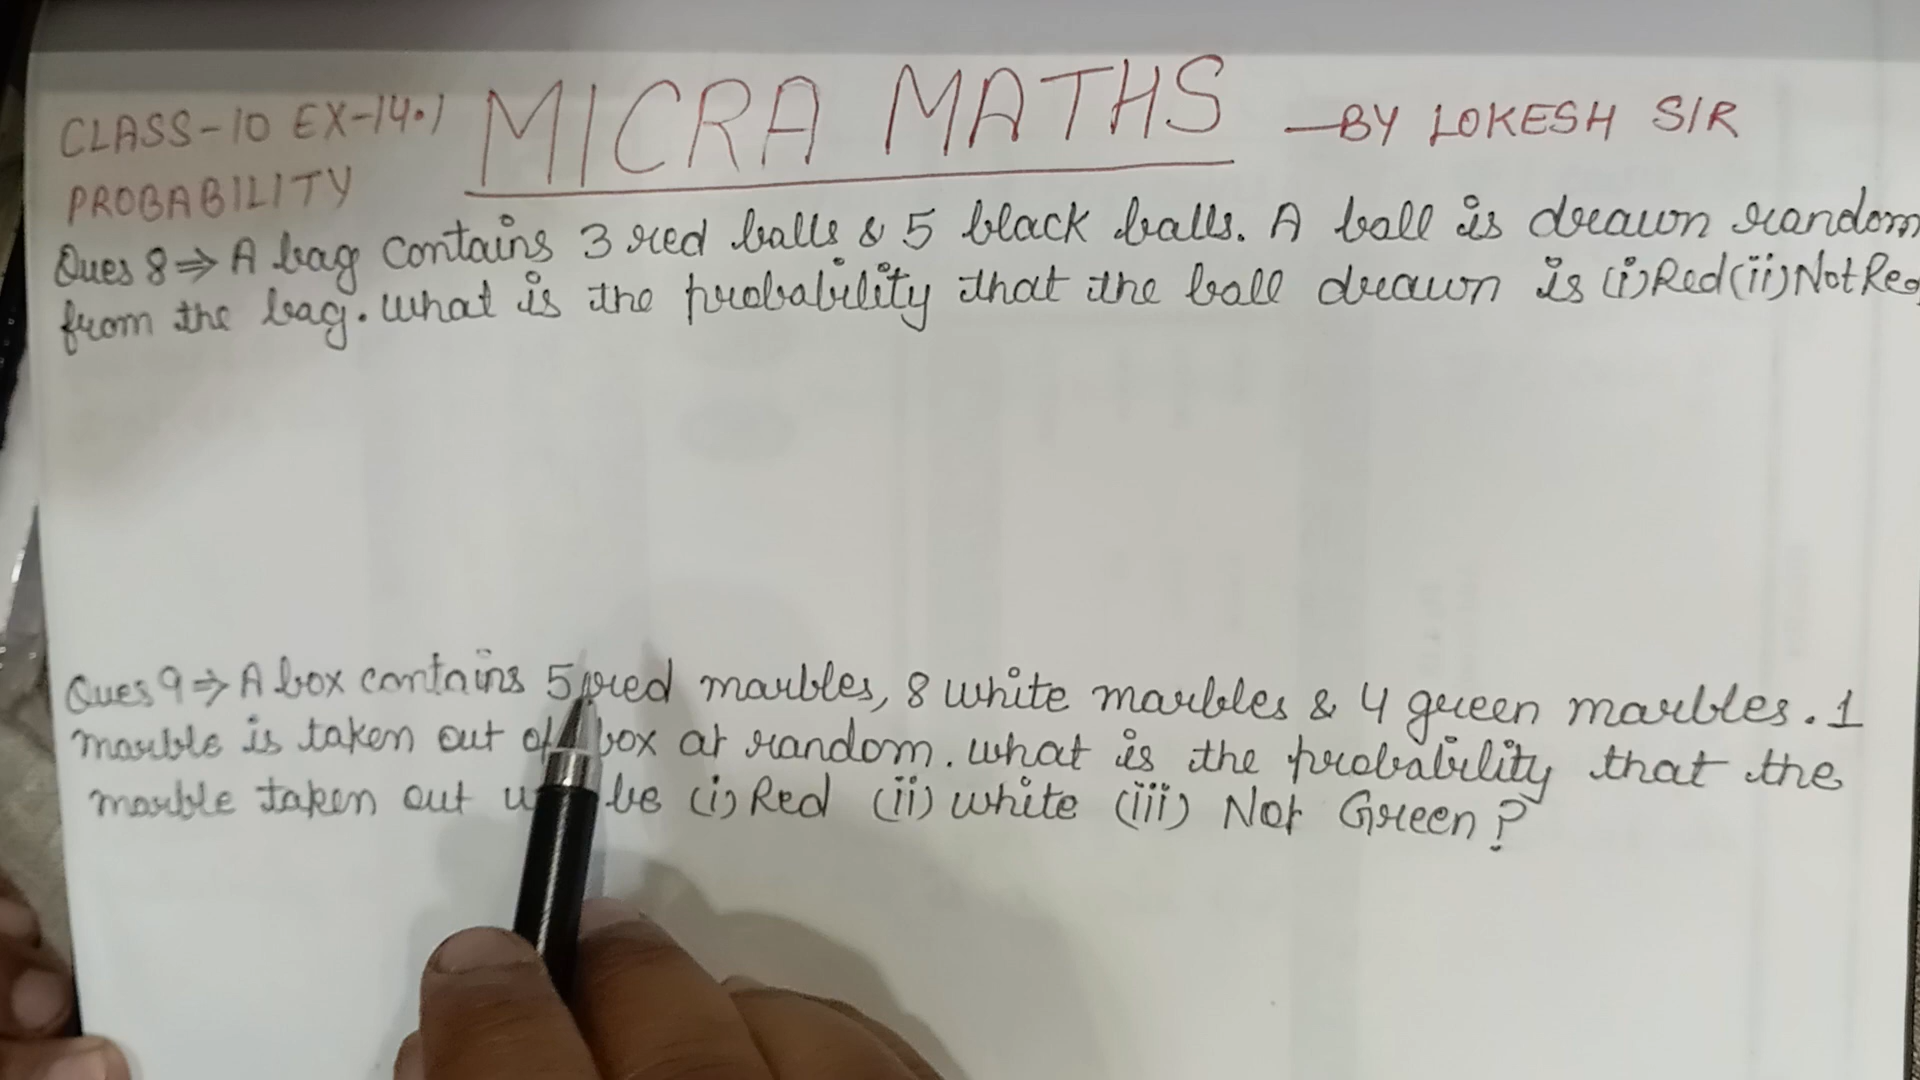 CLASS-10 EX-14.1 MICRA MATHS -BY LOKESH SIR
PROBABILITY
Ques 8⇒ A bag contains 3 red balls & 5 black balls. A ball is drawn random
from the bag. what is the probability that the ball drawn is (i) Red (ii) Not Red
Ques 9⇒ A box contains 5 red marbles, 8 white marbles & 4 green marbles. 1
marble is taken out of box at random. what is the probability that the
marble taken out be (i) Red (ii) white (iii) Not Green?